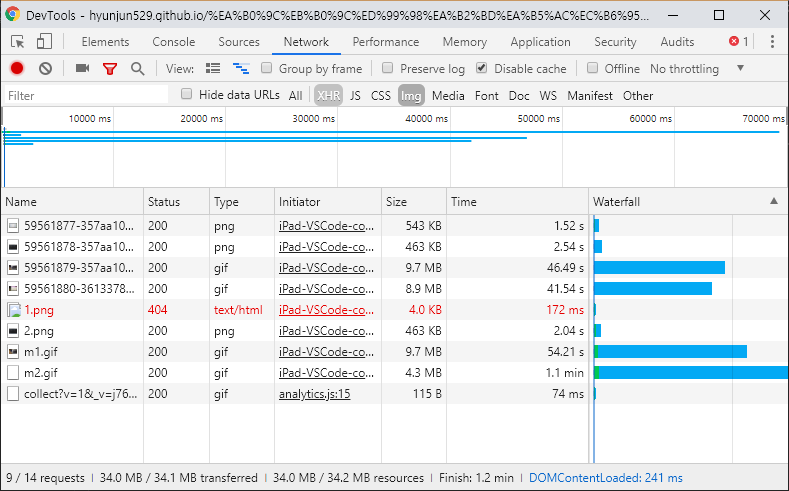 DevTools - hyunjun529.github.io/%EA%B0%9C%EB%B0%9C%ED%99%98%EA%B2%BD%EA%B5%AC%EC%B6%95...
Elements Console Sources Network Performance Memory Application Security Audits 1
View: Group by frame Preserve log Disable cache Offline No throttling
Filter Hide data URLs All XHR JS CSS Img Media Font Doc WS Manifest Other
10000 ms 20000 ms 30000 ms 40000 ms 50000 ms 60000 ms 70000 ms
Name Status Type Initiator Size Time Waterfall
59561877-357aa10... 200 png iPad-VSCode-co... 543 KB 1.52 s
59561878-357aa10... 200 png iPad-VSCode-co... 463 KB 2.54 s
59561879-357aa10... 200 gif iPad-VSCode-co... 9.7 MB 46.49 s
59561880-3613378... 200 gif iPad-VSCode-co... 8.9 MB 41.54 s
1.png 404 text/html iPad-VSCode-co... 4.0 KB 172 ms
2.png 200 png iPad-VSCode-co... 463 KB 2.04 s
m1.gif 200 gif iPad-VSCode-co... 9.7 MB 54.21 s
m2.gif 200 gif iPad-VSCode-co... 4.3 MB 1.1 min
collect?v=1&_v=j76... 200 gif analytics.js:15 115 B 74 ms
9 / 14 requests 34.0 MB / 34.1 MB transferred 34.0 MB / 34.2 MB resources Finish: 1.2 min DOMContentLoaded: 241 ms